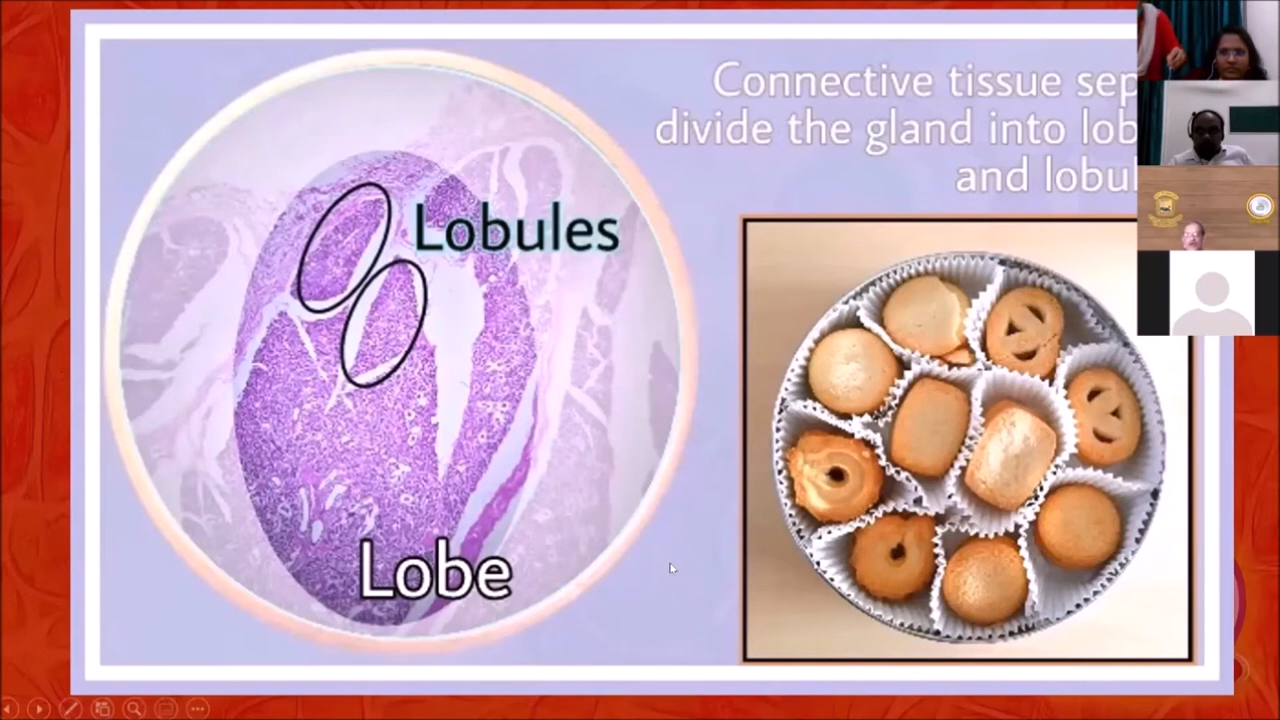 Connective tissue sep
divide the gland into lob
and lobul
Lobules
Lobe